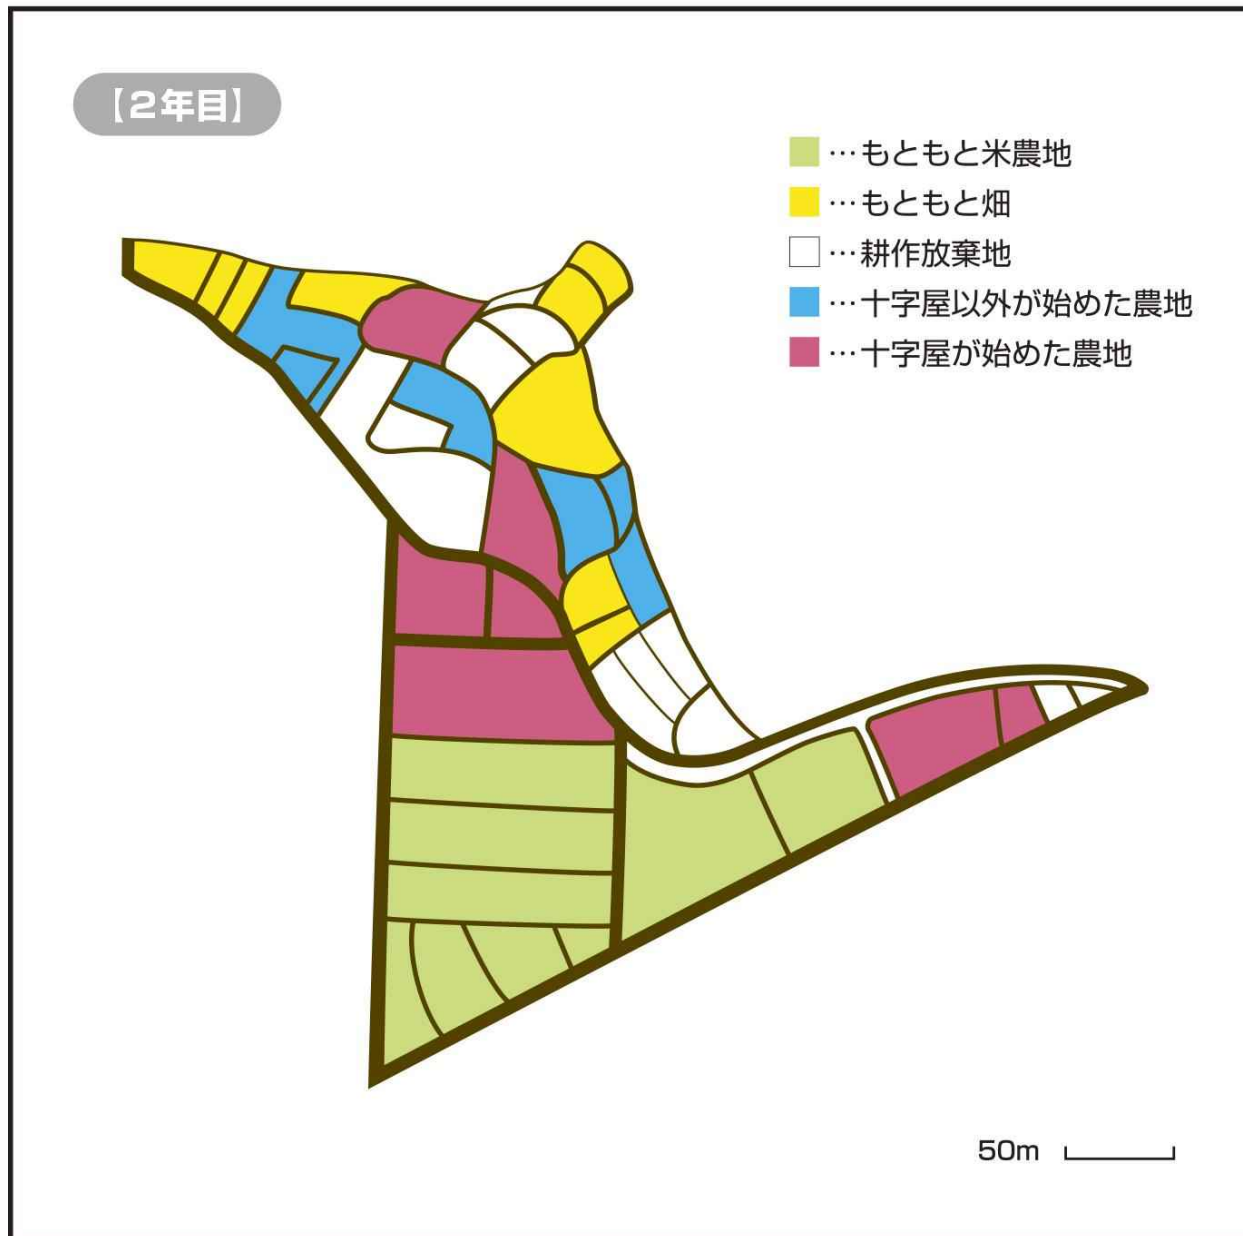 【2年目】
…もともと米農地
…もともと畑
…耕作放棄地
…十字屋以外が始めた農地
…十字屋が始めた農地
50m